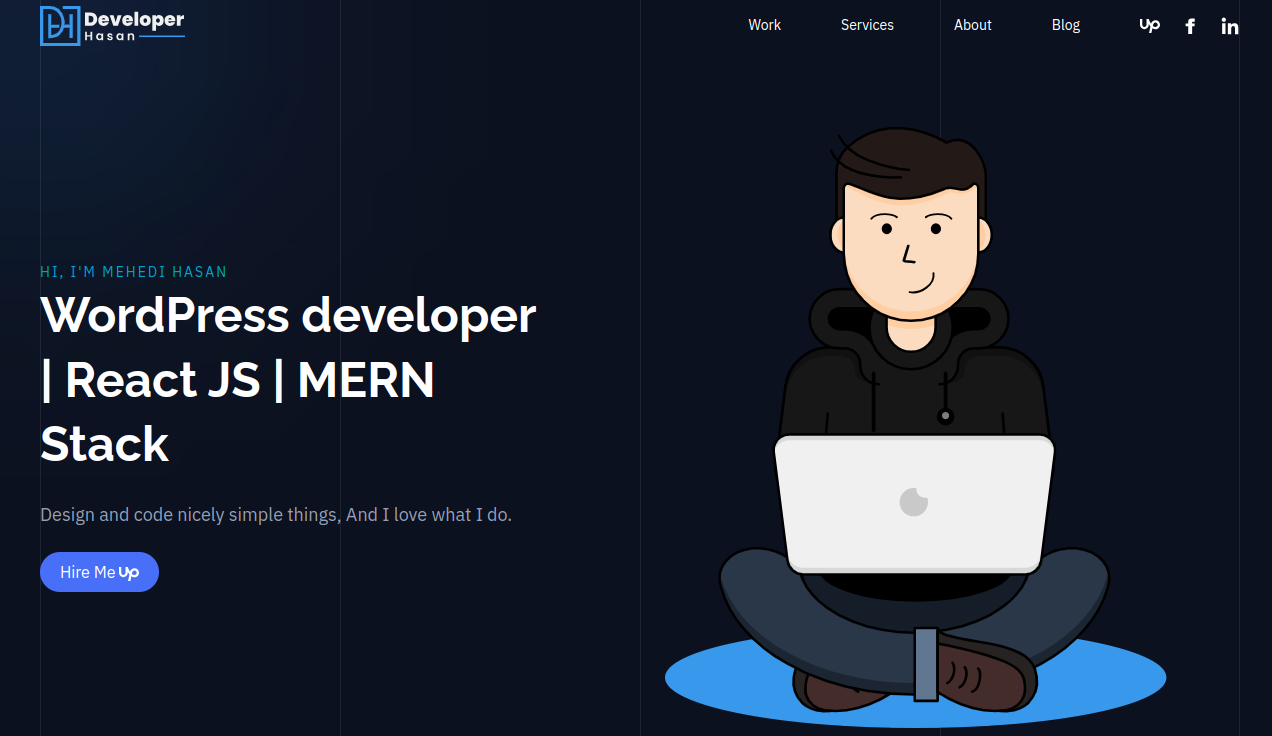 Developer
Hasan
Work Services About Blog
HI, I'M MEHEDI HASAN
WordPress developer
| React JS | MERN
Stack
Design and code nicely simple things, And I love what I do.
Hire Me Up